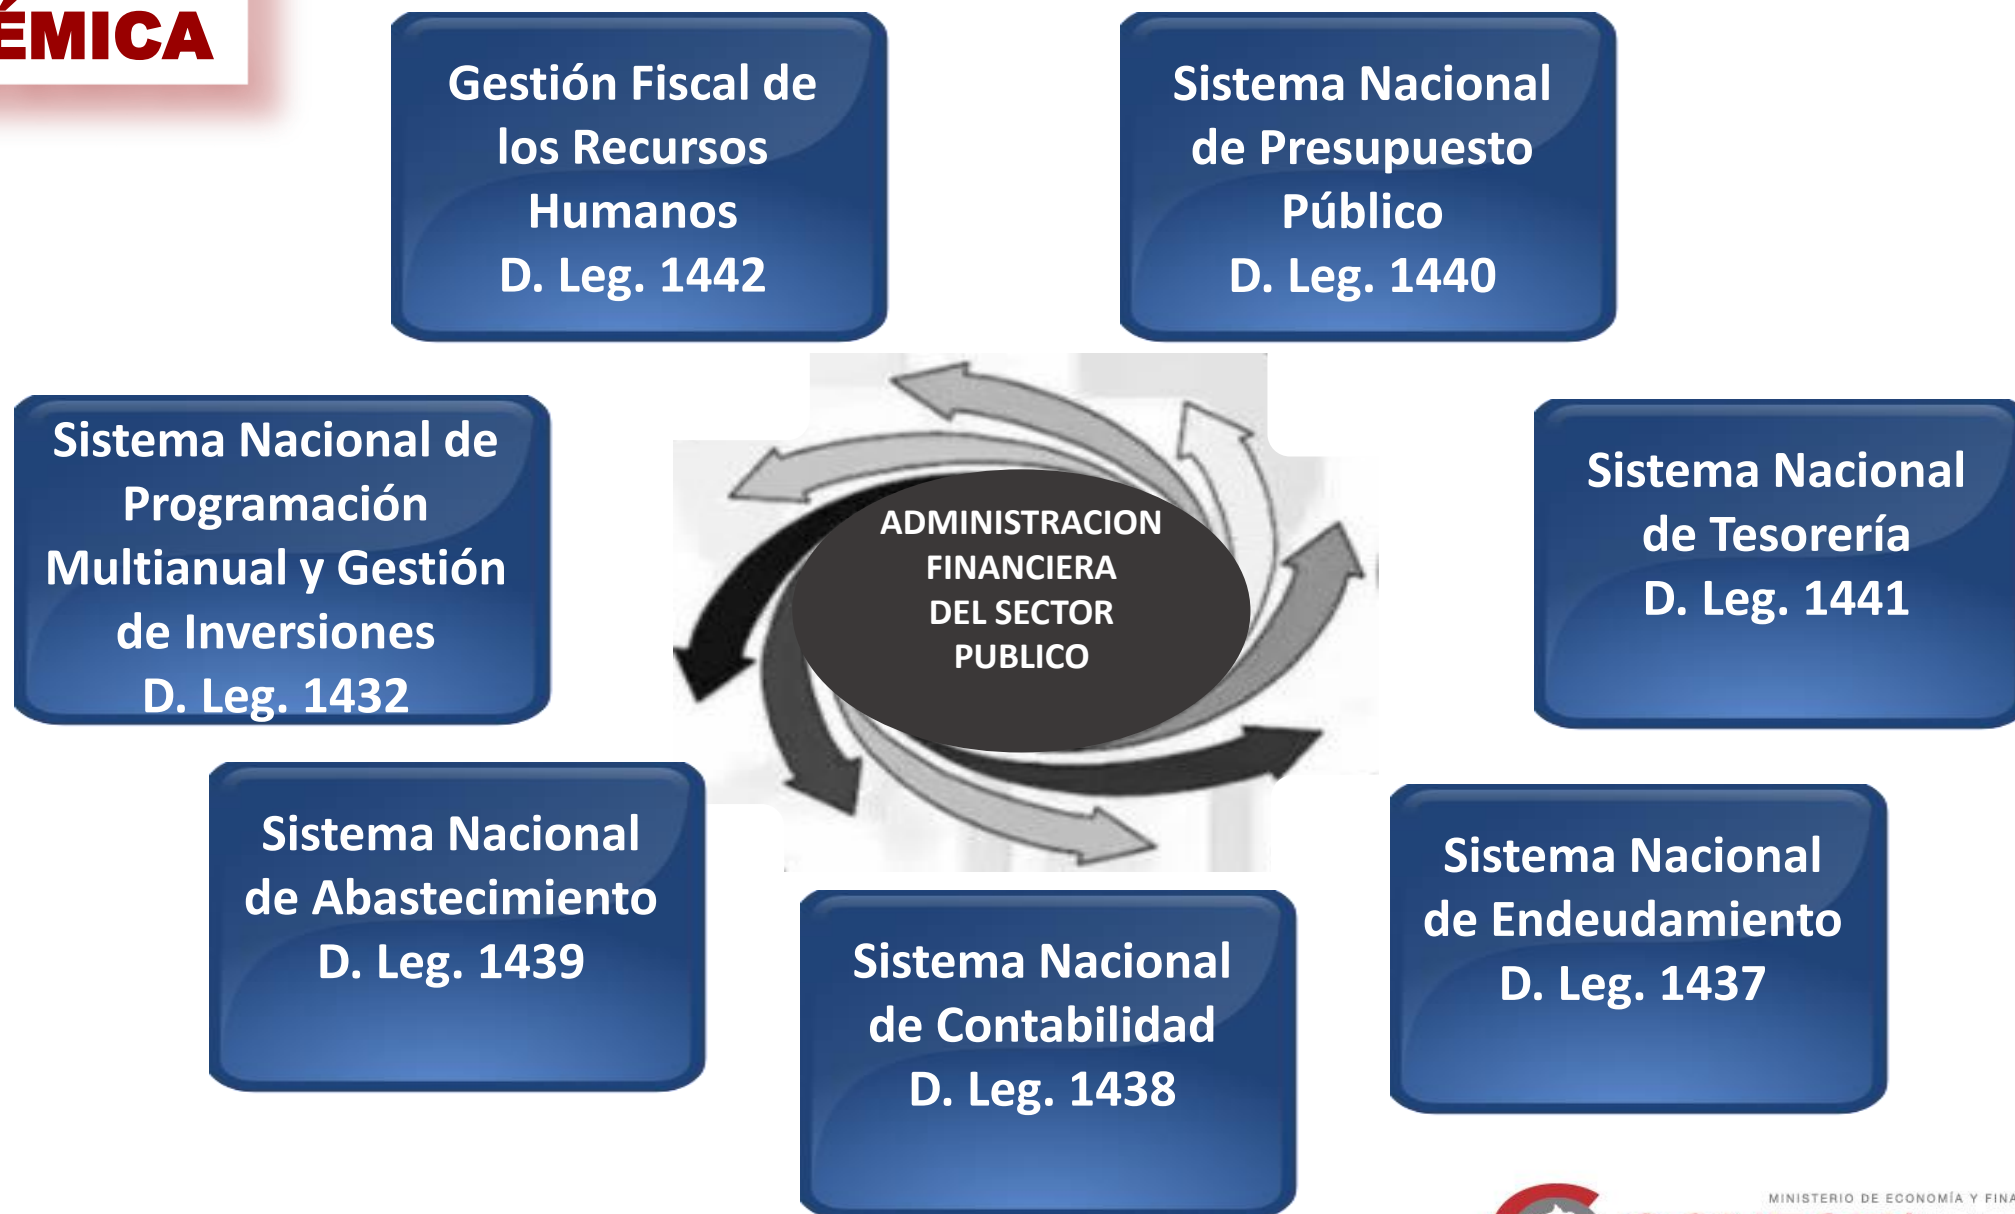 ÉMICA
Gestión Fiscal de
los Recursos
Humanos
D. Leg. 1442
Sistema Nacional
de Presupuesto
Público
D. Leg. 1440
Sistema Nacional de
Programación
Multianual y Gestión
de Inversiones
D. Leg. 1432
ADMINISTRACION
FINANCIERA
DEL SECTOR
PUBLICO
Sistema Nacional
de Tesorería
D. Leg. 1441
Sistema Nacional
de Abastecimiento
D. Leg. 1439
Sistema Nacional
de Contabilidad
D. Leg. 1438
Sistema Nacional
de Endeudamiento
D. Leg. 1437
MINISTERIO DE ECONOMÍA Y FINA